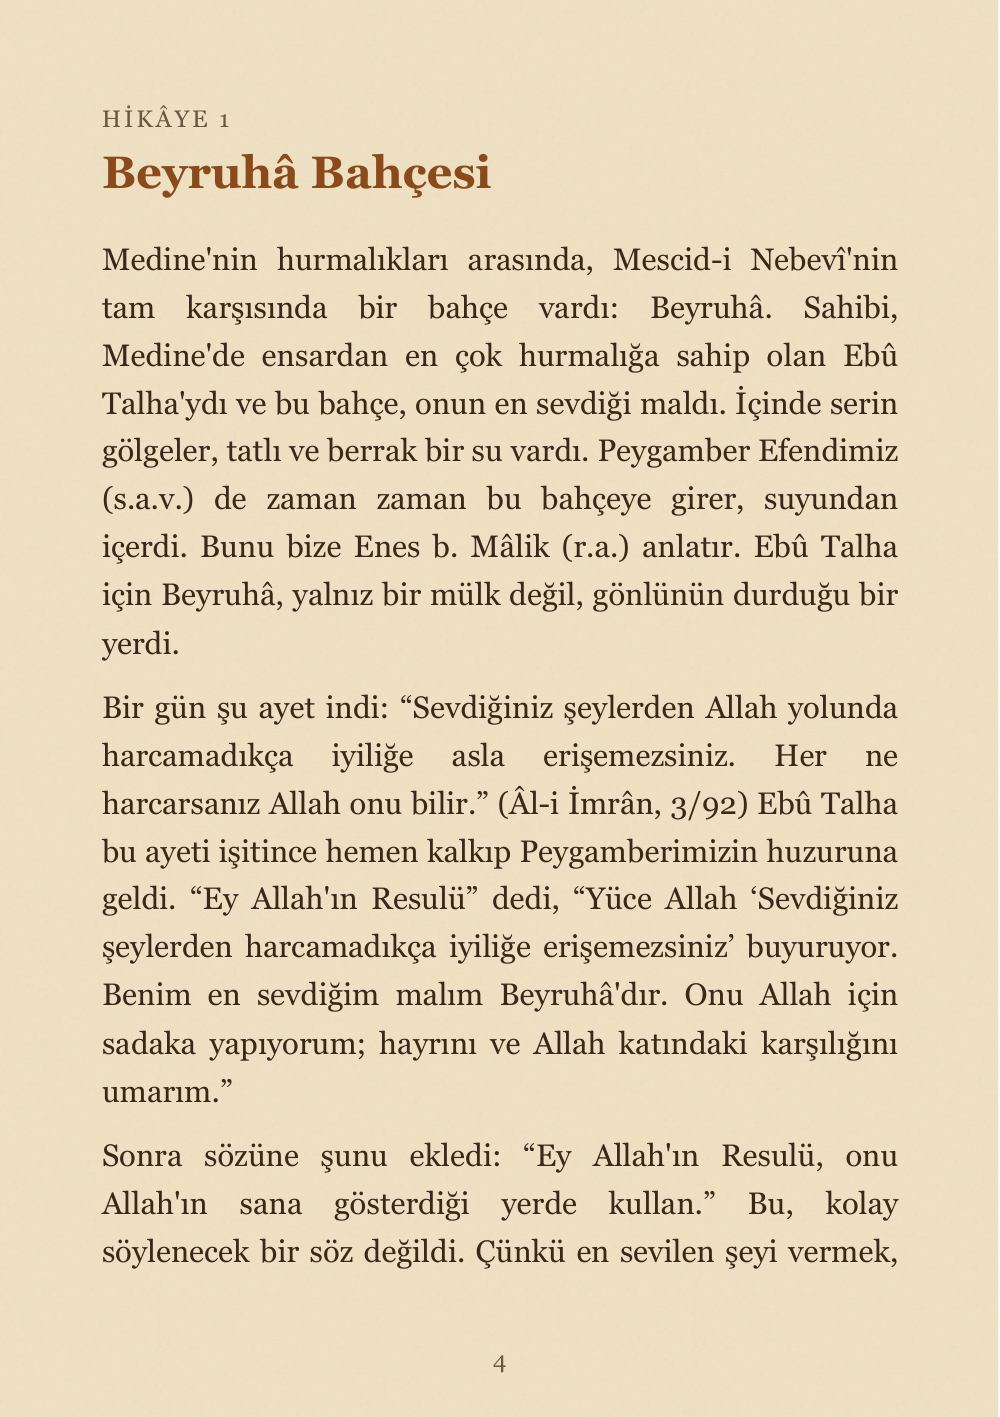 HİKÂYE 1
Beyruhâ Bahçesi
Medine'nin hurmalıkları arasında, Mescid-i Nebevî'nin
tam karşısında bir bahçe vardı: Beyruhâ. Sahibi,
Medine'de ensardan en çok hurmalığa sahip olan Ebû
Talha'ydı ve bu bahçe, onun en sevdiği maldı. İçinde serin
gölgeler, tatlı ve berrak bir su vardı. Peygamber Efendimiz
(s.a.v.) de zaman zaman bu bahçeye girer, suyundan
içerdi. Bunu bize Enes b. Mâlik (r.a.) anlatır. Ebû Talha
için Beyruhâ, yalnız bir mülk değil, gönlünün durduğu bir
yerdi.
Bir gün şu ayet indi: “Sevdiğiniz şeylerden Allah yolunda
harcamadıkça iyiliğe asla erişemezsiniz. Her ne
harcarsanız Allah onu bilir.” (Âl-i İmrân, 3/92) Ebû Talha
bu ayeti işitince hemen kalkıp Peygamberimizin huzuruna
geldi. “Ey Allah'ın Resulü” dedi, “Yüce Allah ‘Sevdiğiniz
şeylerden harcamadıkça iyiliğe erişemezsiniz’ buyuruyor.
Benim en sevdiğim malım Beyruhâ'dır. Onu Allah için
sadaka yapıyorum; hayrını ve Allah katındaki karşılığını
umarım.”
Sonra sözüne şunu ekledi: “Ey Allah'ın Resulü, onu
Allah'ın sana gösterdiği yerde kullan.” Bu, kolay
söylenecek bir söz değildi. Çünkü en sevilen şeyi vermek,
4